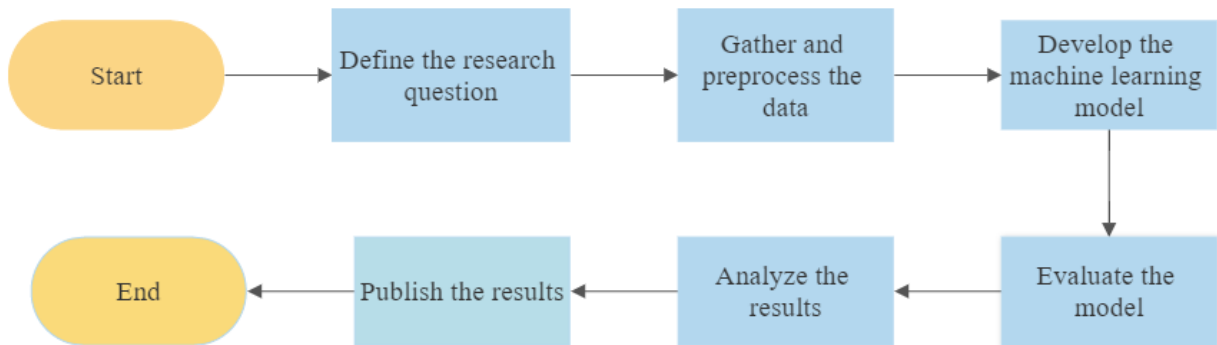 Start
Define the research
question
Gather and
preprocess the
data
Develop the
machine learning
model
Evaluate the
model
Analyze the
results
Publish the results
End